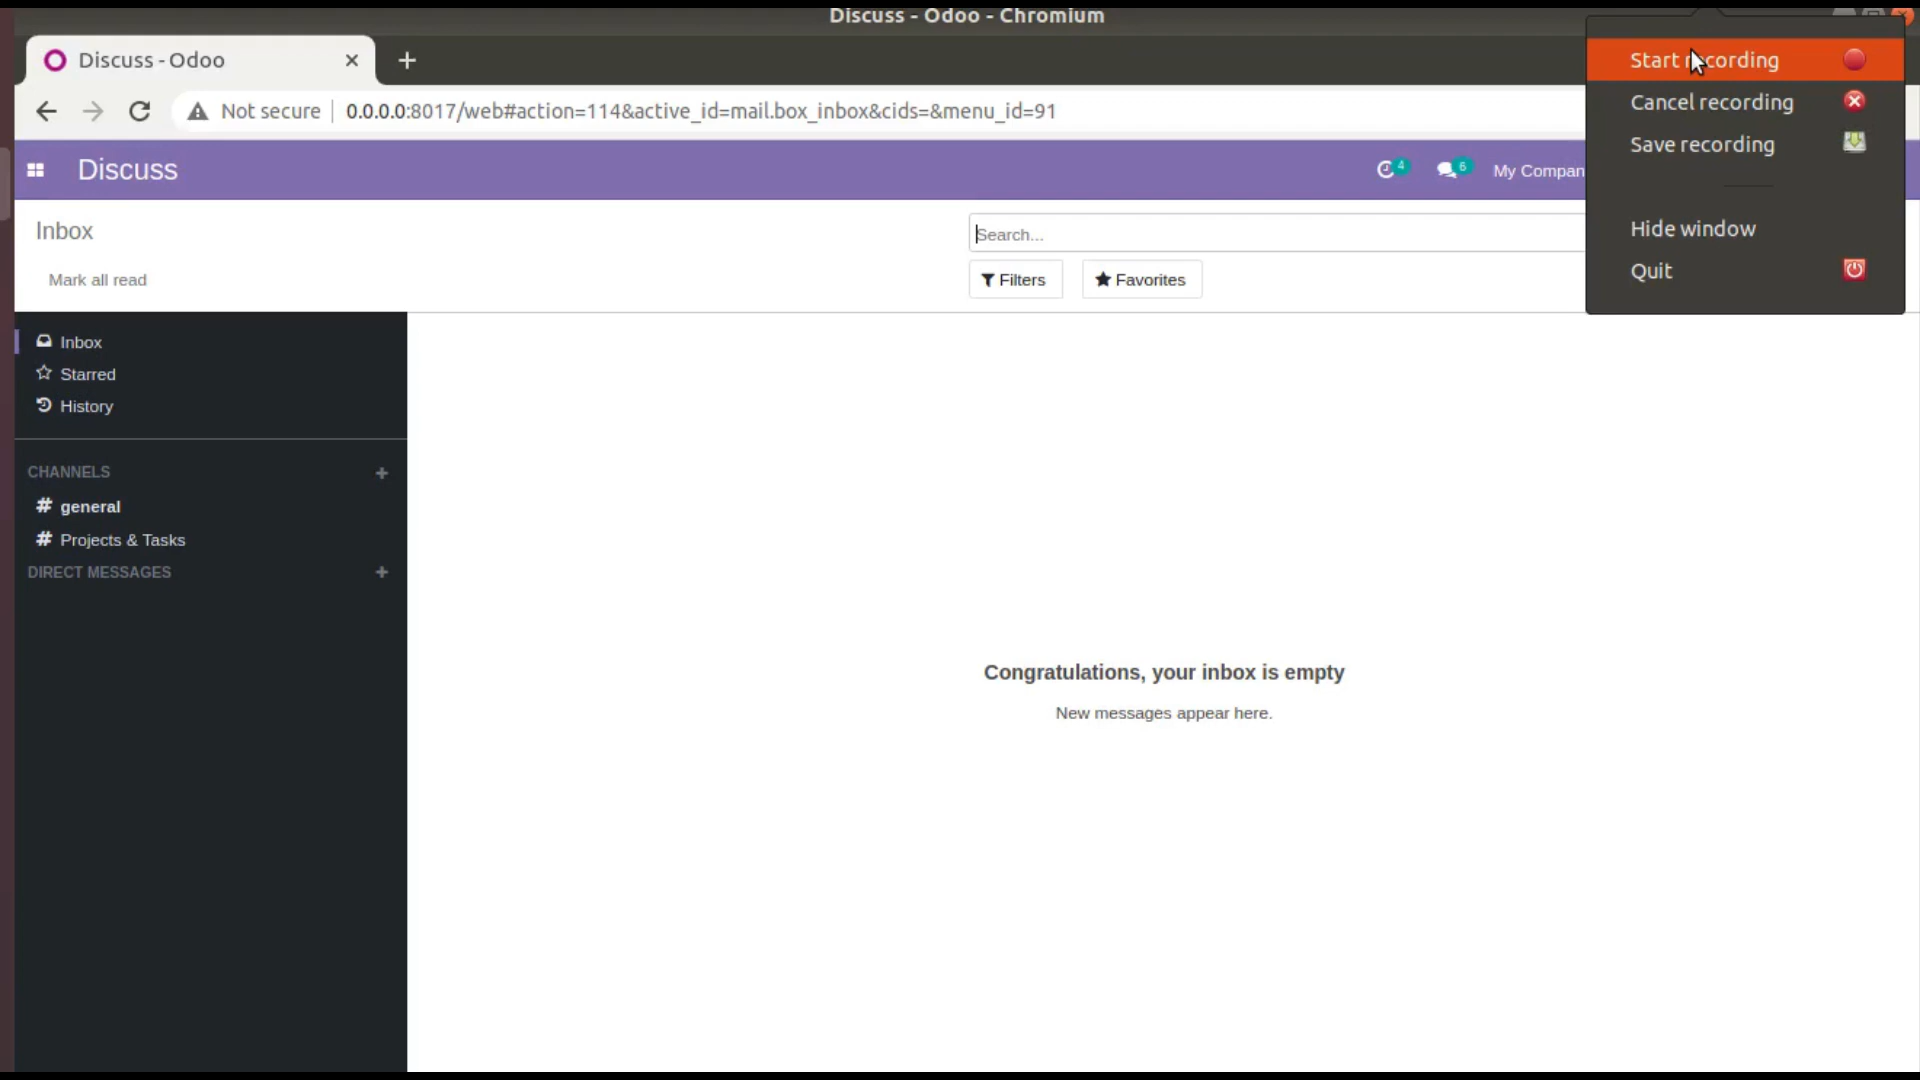 Discuss - Odoo - Chromium
Discuss - Odoo
Not secure
0.0.0.0:8017/web#action=114&active_id=mail.box_inbox&cids=&menu_id=91
Start recording
Cancel recording
Save recording
Hide window
Quit
Discuss
4
6
My Compan
Inbox
Search...
Mark all read
Filters
Favorites
Inbox
Starred
History
CHANNELS
# general
# Projects & Tasks
DIRECT MESSAGES
Congratulations, your inbox is empty
New messages appear here.